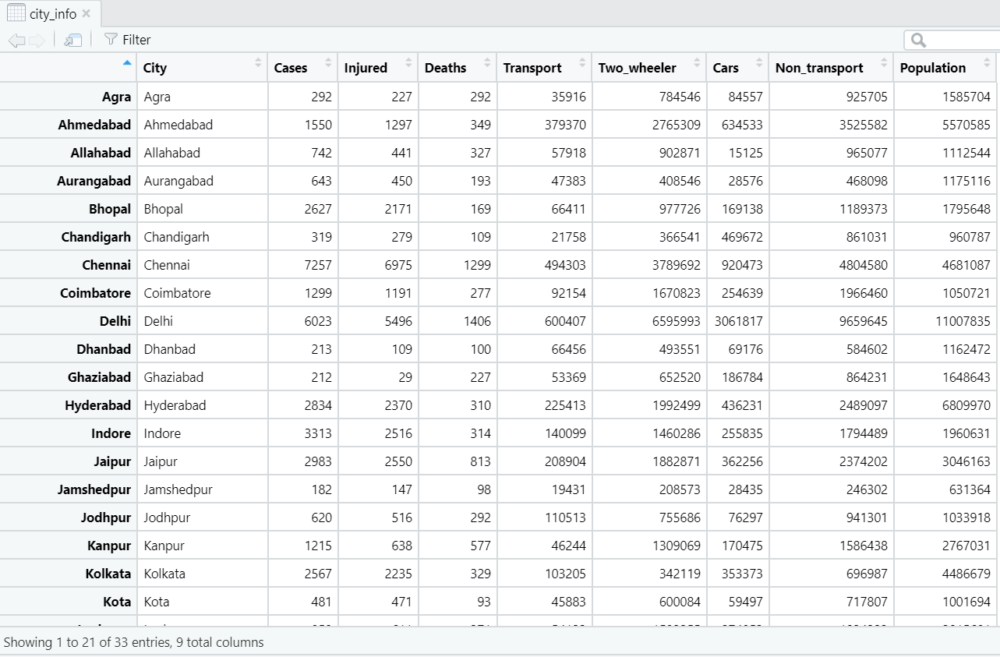 city_info
Filter
City Cases Injured Deaths Transport Two_wheeler Cars Non_transport Population
Agra Agra 292 227 292 35916 784546 84557 925705 1585704
Ahmedabad Ahmedabad 1550 1297 349 379370 2765309 634533 3525582 5570585
Allahabad Allahabad 742 441 327 57918 902871 15125 965077 1112544
Aurangabad Aurangabad 643 450 193 47383 408546 28576 468098 1175116
Bhopal Bhopal 2627 2171 169 66411 977726 169138 1189373 1795648
Chandigarh Chandigarh 319 279 109 21758 366541 469672 861031 960787
Chennai Chennai 7257 6975 1299 494303 3789692 920473 4804580 4681087
Coimbatore Coimbatore 1299 1191 277 92154 1670823 254639 1966460 1050721
Delhi Delhi 6023 5496 1406 600407 6595993 3061817 9659645 11007835
Dhanbad Dhanbad 213 109 100 66456 493551 69176 584602 1162472
Ghaziabad Ghaziabad 212 29 227 53369 652520 186784 864231 1648643
Hyderabad Hyderabad 2834 2370 310 225413 1992499 436231 2489097 6809970
Indore Indore 3313 2516 314 140099 1460286 255835 1794489 1960631
Jaipur Jaipur 2983 2550 813 208904 1882871 362256 2374202 3046163
Jamshedpur Jamshedpur 182 147 98 19431 208573 28435 246302 631364
Jodhpur Jodhpur 620 516 292 110513 755686 76297 941301 1033918
Kanpur Kanpur 1215 638 577 46244 1309069 170475 1586438 2767031
Kolkata Kolkata 2567 2235 329 103205 342119 353373 696987 4486679
Kota Kota 481 471 93 45883 600084 59497 717807 1001694
Showing 1 to 21 of 33 entries, 9 total columns